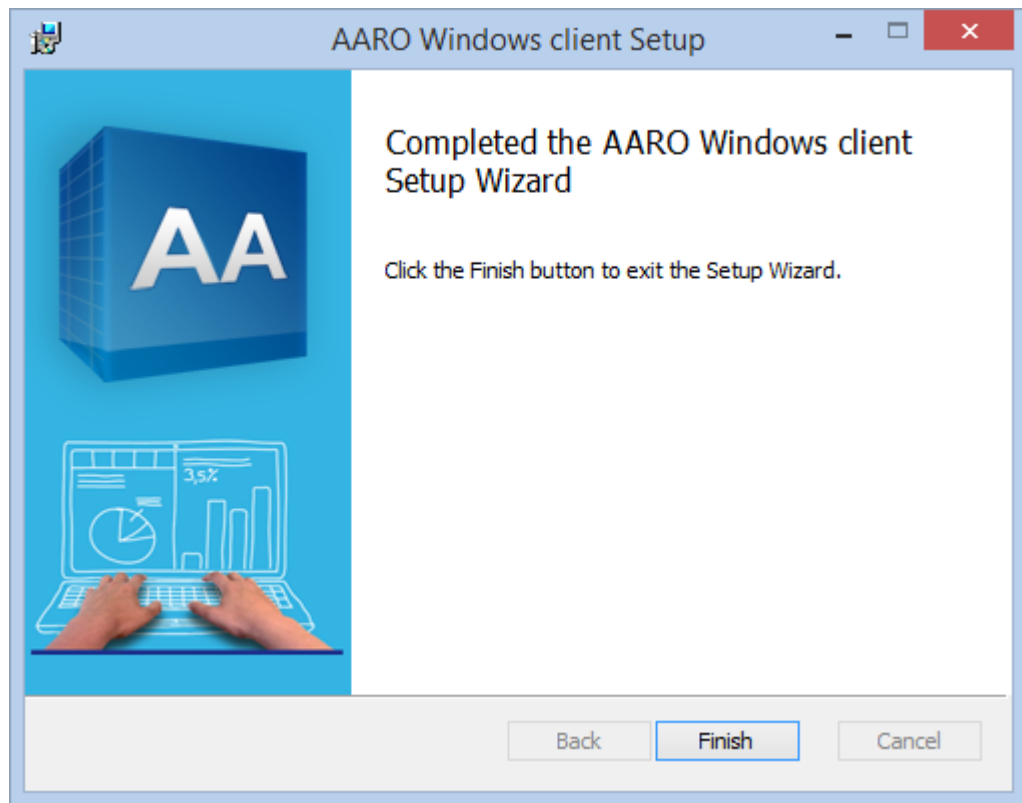 AARO Windows client Setup
Completed the AARO Windows client
Setup Wizard
Click the Finish button to exit the Setup Wizard.
AA
3,5%
Back
Finish
Cancel